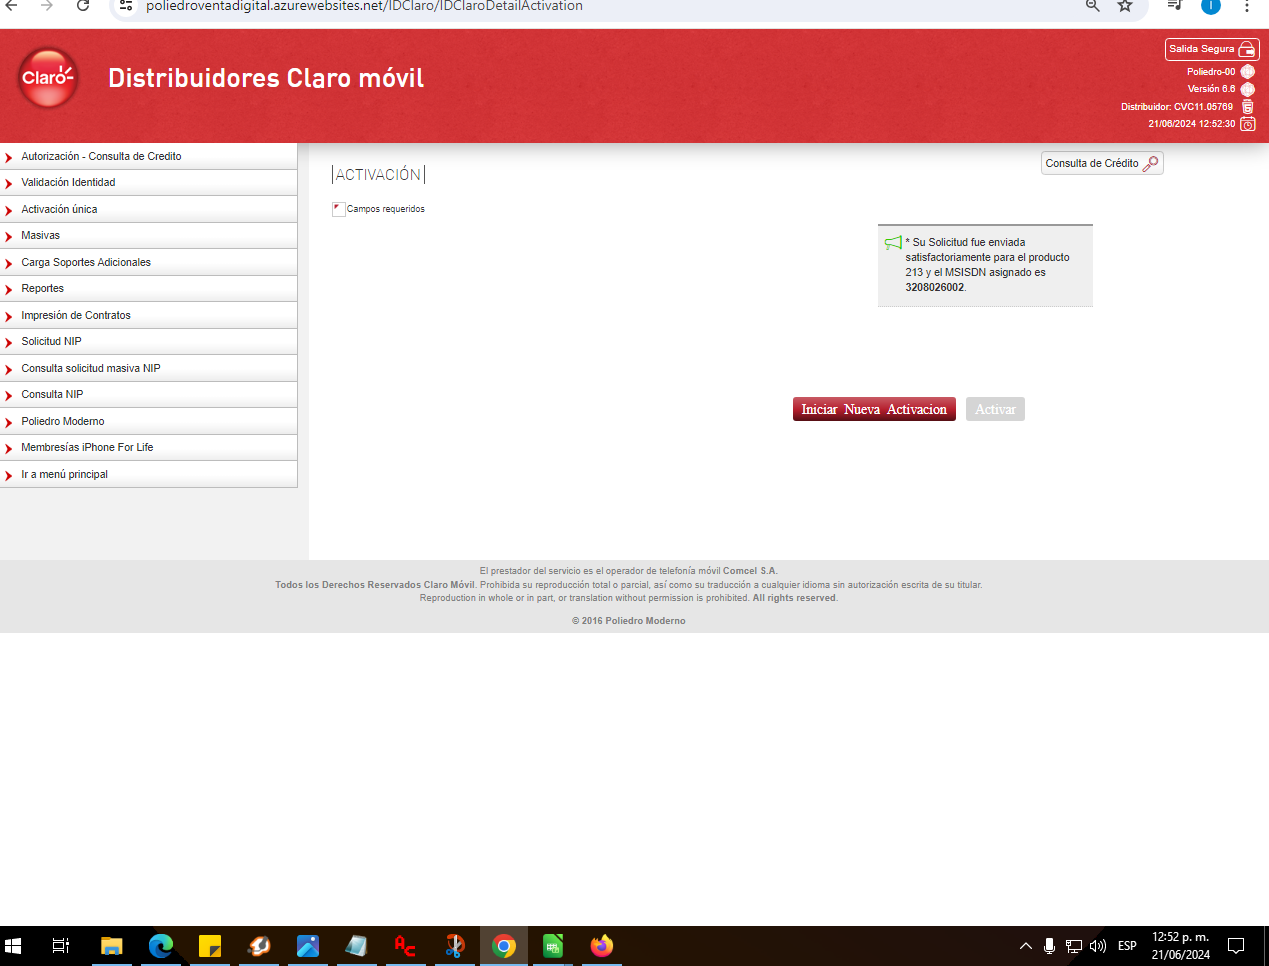 poliedroventadigital.azurewebsites.net/IDClaro/IDClaroDetailActivation
Claro
Distribuidores Claro móvil
Salida Segura
Poliedro-00
Versión 6.6
Distribuidor: CVC11.05769
21/06/2024 12:52:30
Autorización - Consulta de Credito
Validación Identidad
Activación única
Masivas
Carga Soportes Adicionales
Reportes
Impresión de Contratos
Solicitud NIP
Consulta solicitud masiva NIP
Consulta NIP
Poliedro Moderno
Membresías iPhone For Life
Ir a menú principal
|ACTIVACIÓN|
Consulta de Crédito
Campos requeridos
* Su Solicitud fue enviada
satisfactoriamente para el producto
213 y el MSISDN asignado es
3208026002.
Iniciar Nueva Activacion
Activar
El prestador del servicio es el operador de telefonía móvil Comcel S.A.
Todos los Derechos Reservados Claro Móvil. Prohibida su reproducción total o parcial, así como su traducción a cualquier idioma sin autorización escrita de su titular.
Reproduction in whole or in part, or translation without permission is prohibited. All rights reserved.
© 2016 Poliedro Moderno
ESP
12:52 p. m.
21/06/2024